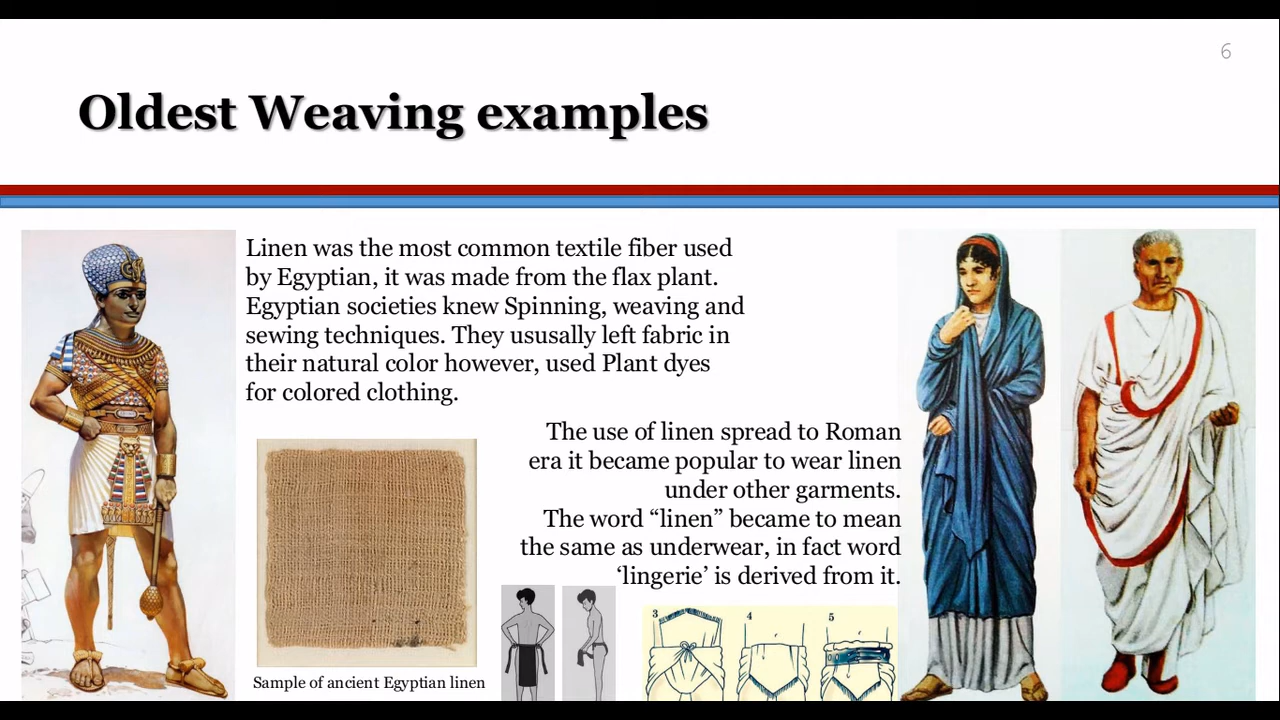 6
Oldest Weaving examples
Linen was the most common textile fiber used
by Egyptian, it was made from the flax plant.
Egyptian societies knew Spinning, weaving and
sewing techniques. They ususally left fabric in
their natural color however, used Plant dyes
for colored clothing.
The use of linen spread to Roman
era it became popular to wear linen
under other garments.
The word “linen” became to mean
the same as underwear, in fact word
‘lingerie’ is derived from it.
3
4
5
Sample of ancient Egyptian linen